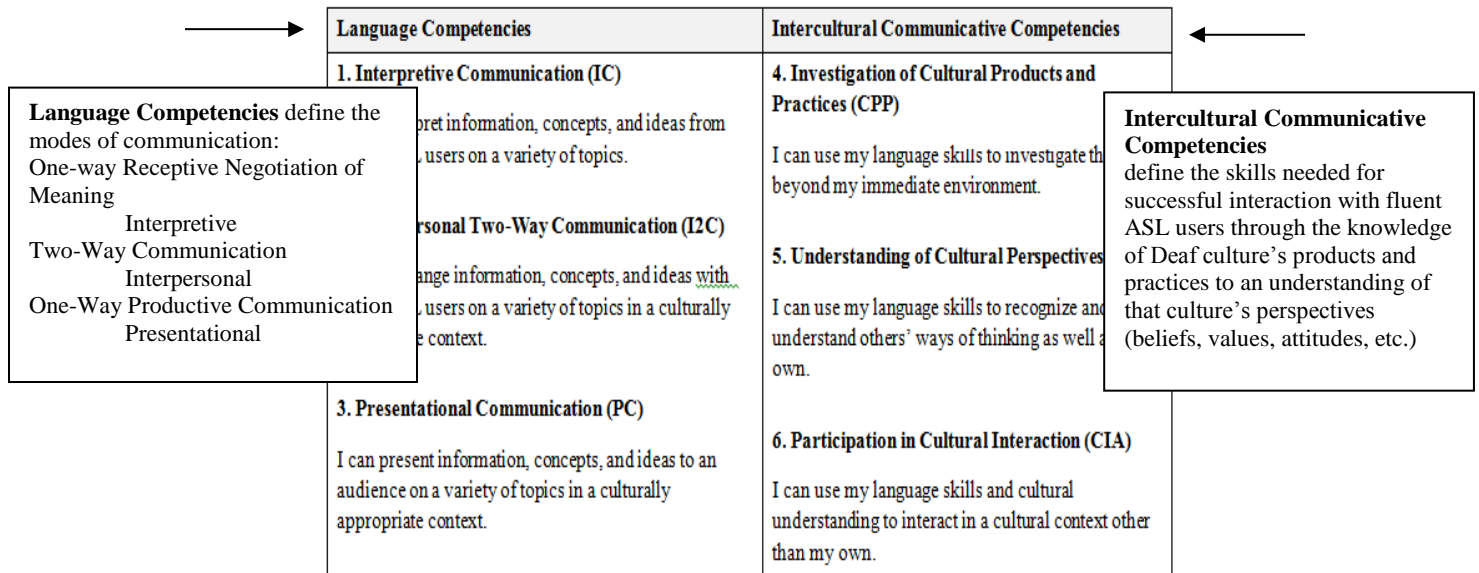 Language Competencies
Intercultural Communicative Competencies
1. Interpretive Communication (IC)
pret information, concepts, and ideas from
users on a variety of topics.
rsonal Two-Way Communication (I2C)
ange information, concepts, and ideas with
users on a variety of topics in a culturally
context.
3. Presentational Communication (PC)
I can present information, concepts, and ideas to an
audience on a variety of topics in a culturally
appropriate context.
4. Investigation of Cultural Products and
Practices (CPP)
I can use my language skills to investigate th
beyond my immediate environment.
5. Understanding of Cultural Perspectives
I can use my language skills to recognize and
understand others' ways of thinking as well a
own.
6. Participation in Cultural Interaction (CIA)
I can use my language skills and cultural
understanding to interact in a cultural context other
than my own.
Language Competencies define the
modes of communication:
One-way Receptive Negotiation of
Meaning
Interpretive
Two-Way Communication
Interpersonal
One-Way Productive Communication
Presentational
Intercultural Communicative
Competencies
define the skills needed for
successful interaction with fluent
ASL users through the knowledge
of Deaf culture's products and
practices to an understanding of
that culture's perspectives
(beliefs, values, attitudes, etc.)